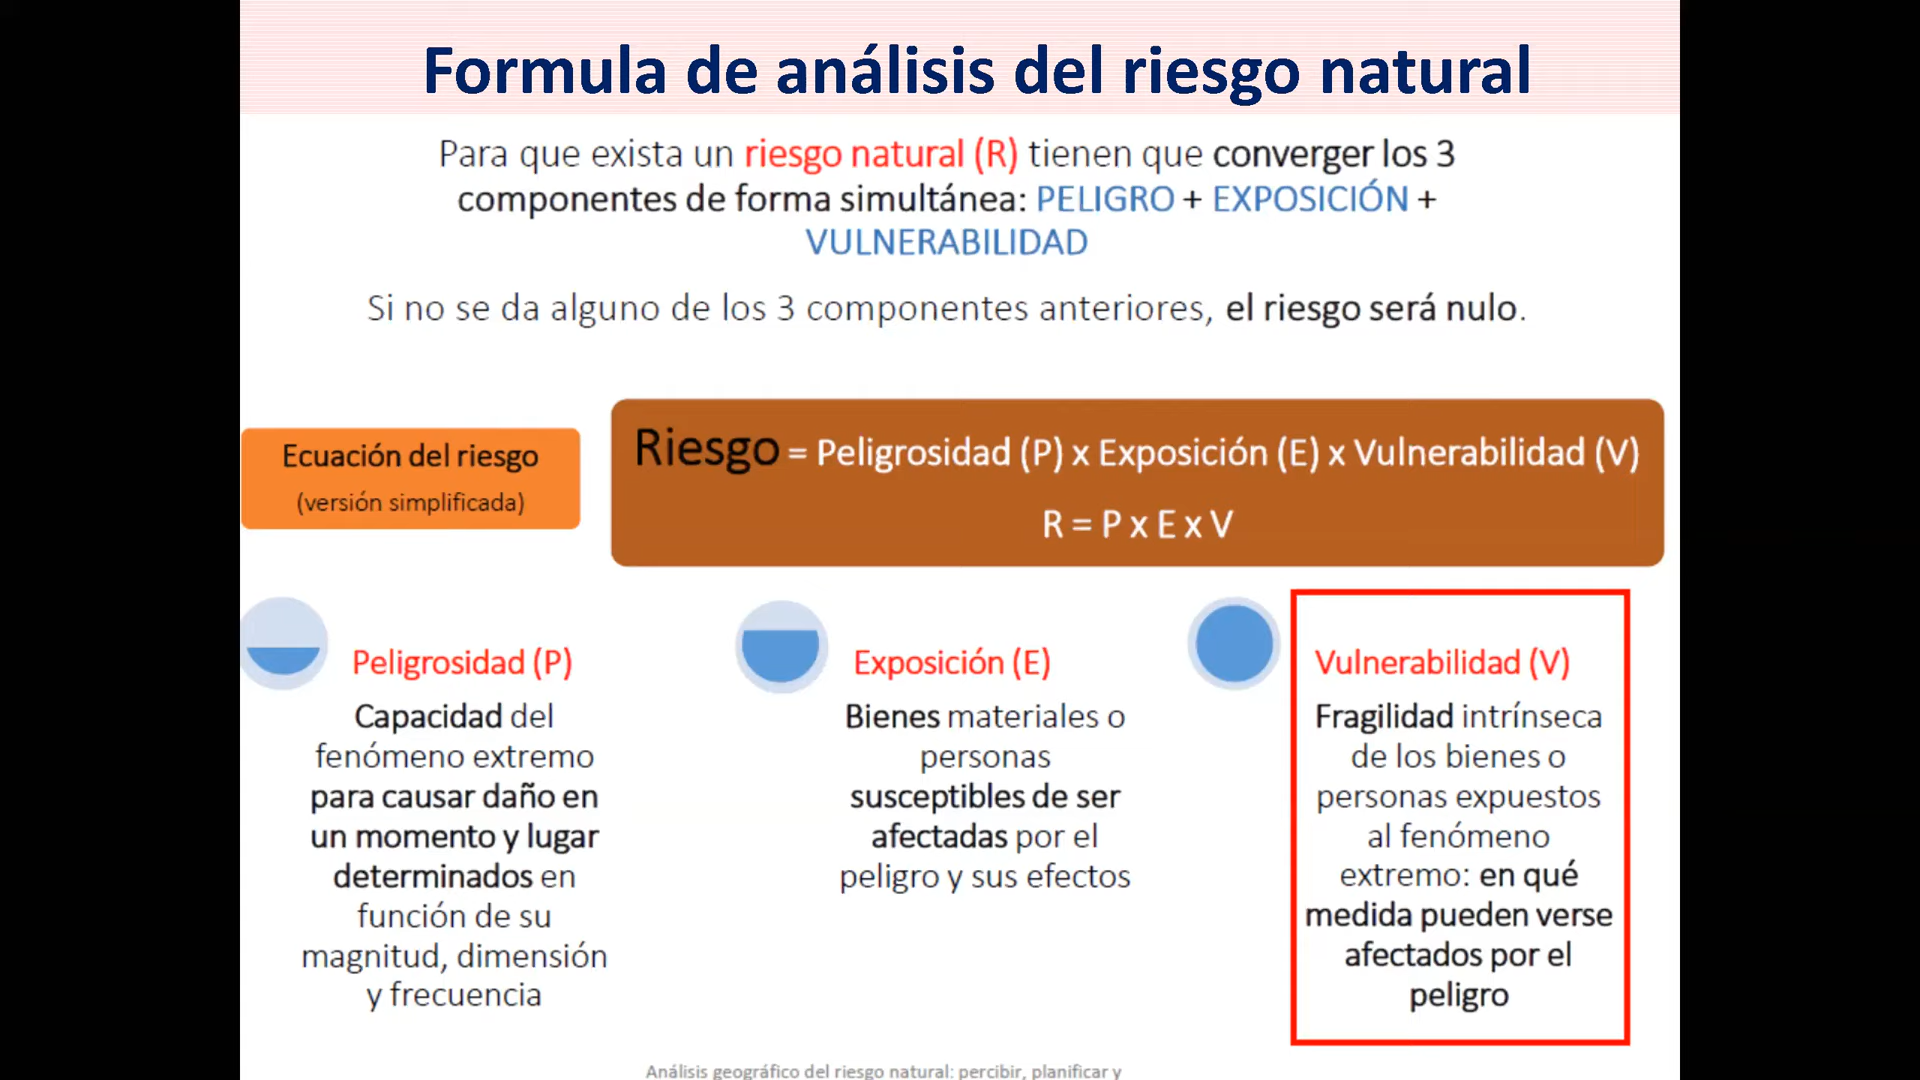 Formula de análisis del riesgo natural
Para que exista un riesgo natural (R) tienen que converger los 3
componentes de forma simultánea: PELIGRO + EXPOSICIÓN +
VULNERABILIDAD
Si no se da alguno de los 3 componentes anteriores, el riesgo será nulo.
Ecuación del riesgo
(versión simplificada)
Riesgo = Peligrosidad (P) x Exposición (E) x Vulnerabilidad (V)
R = P x E x V
Peligrosidad (P)
Capacidad del
fenómeno extremo
para causar daño en
un momento y lugar
determinados en
función de su
magnitud, dimensión
y frecuencia
Exposición (E)
Bienes materiales o
personas
susceptibles de ser
afectadas por el
peligro y sus efectos
Vulnerabilidad (V)
Fragilidad intrínseca
de los bienes o
personas expuestos
al fenómeno
extremo: en qué
medida pueden verse
afectados por el
peligro
Análisis geográfico del riesgo natural: percibir, planificar y